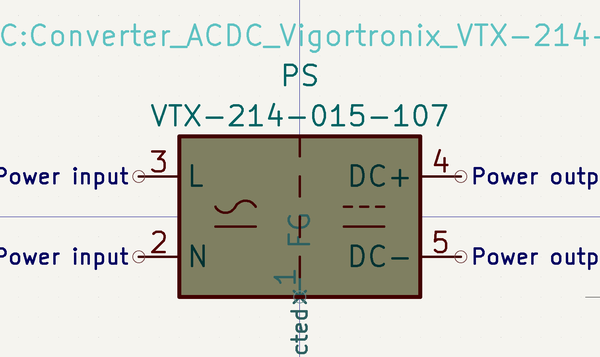 C:Converter_ACDC_Vigortronix_VTX-214-
PS
VTX-214-015-107
Power input 3 L DC+ 4 Power outp
FG
Power input 2 N DC- 5 Power outp
1
cted